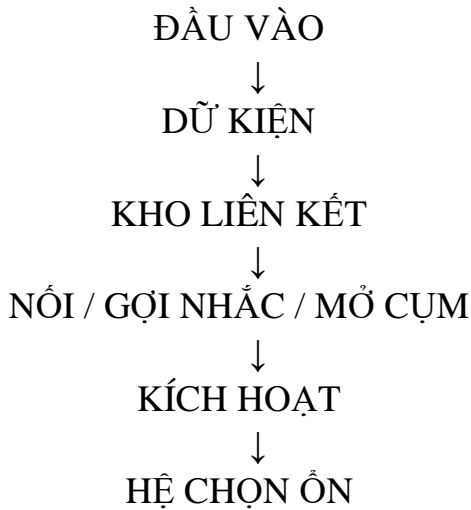 ĐẦU VÀO
↓
DỮ KIỆN
↓
KHO LIÊN KẾT
↓
NỐI / GỢI NHẮC / MỞ CỤM
↓
KÍCH HOẠT
↓
HỆ CHỌN ỔN